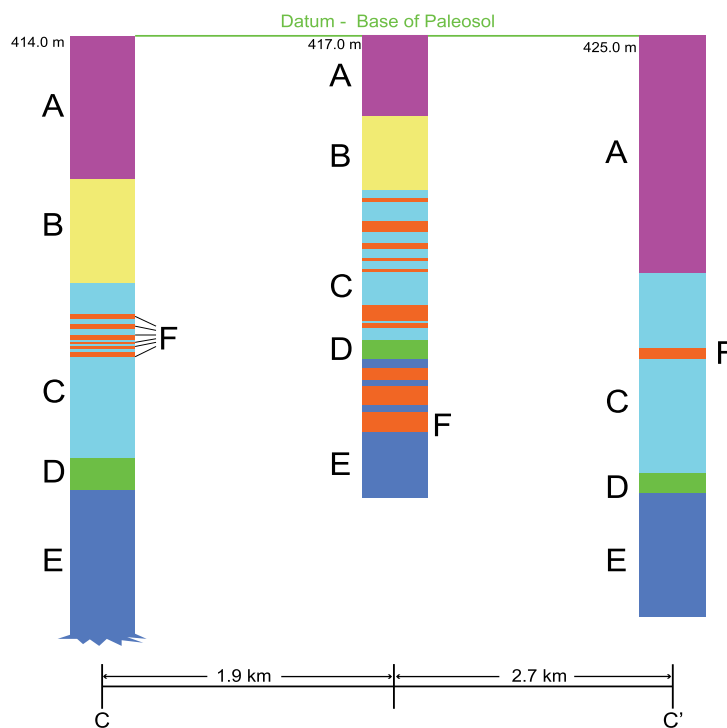 Datum - Base of Paleosol
414.0 m
417.0 m
425.0 m
A
A
A
B
B
C
F
C
F
C
D
D
F
E
C
D
E
E
1.9 km
2.7 km
C
C'